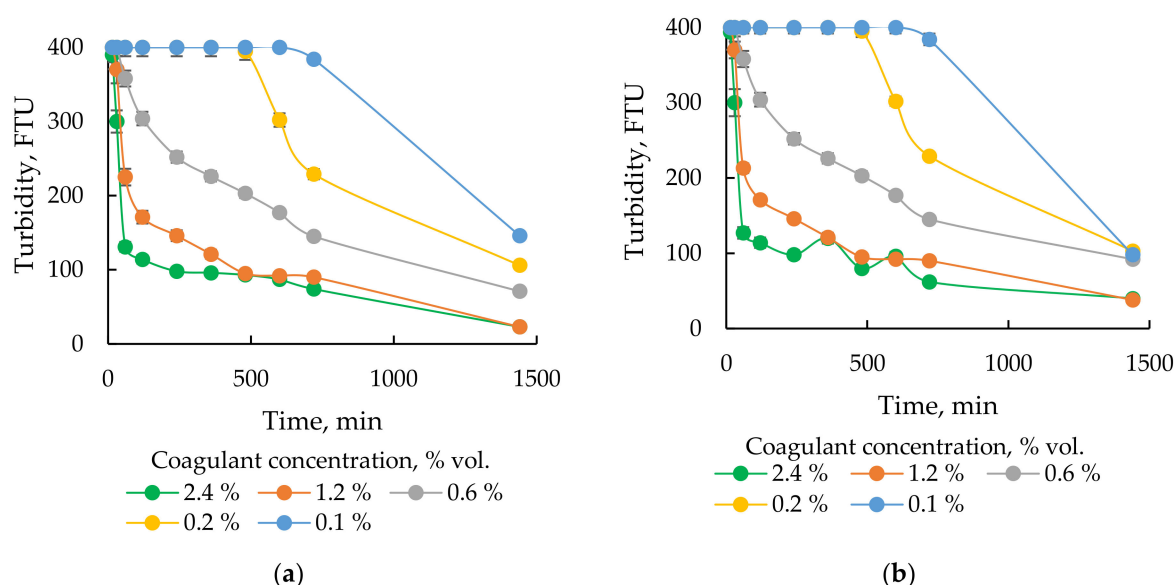 400
300
200
100
0
Turbidity, FTU
0 500 1000 1500
Time, min
Coagulant concentration, % vol.
2.4 % 1.2 % 0.6 %
0.2 % 0.1 %
(a)
400
300
200
100
0
Turbidity, FTU
0 500 1000 1500
Time, min
Coagulant concentration, % vol.
2.4 % 1.2 % 0.6 %
0.2 % 0.1 %
(b)